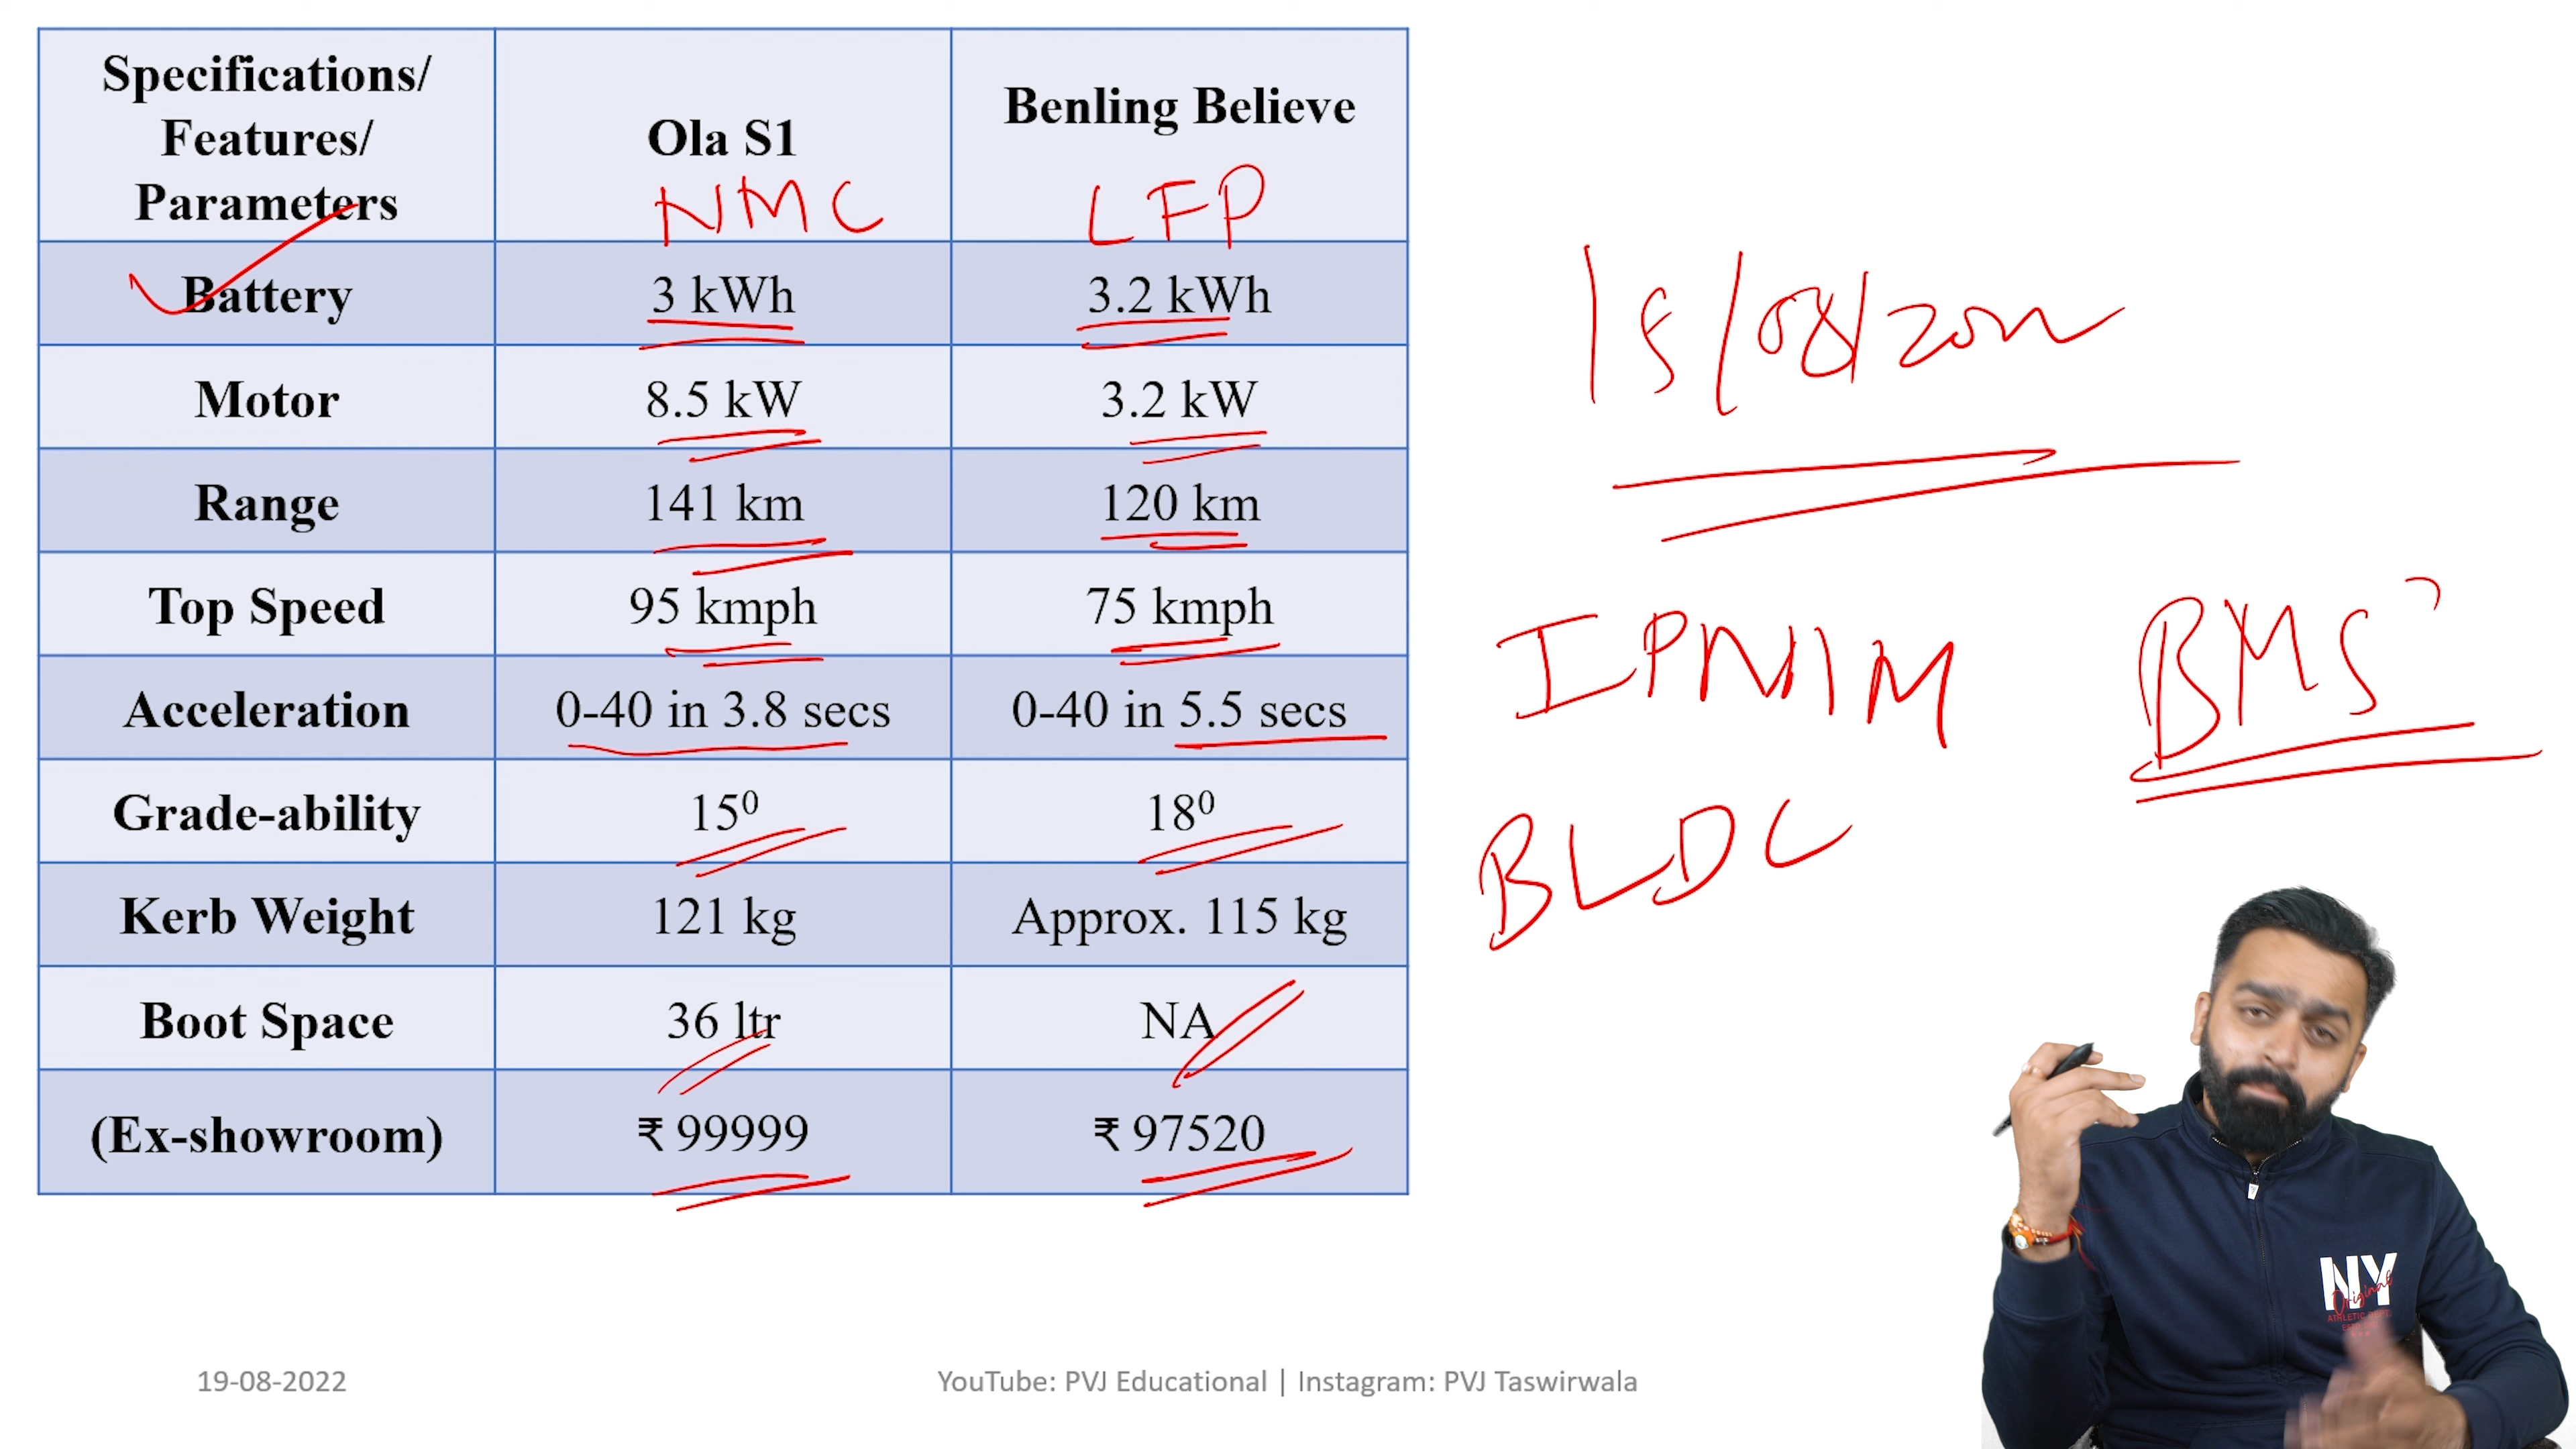 Specifications/
Features/
Parameters
Ola S1
NMC
Benling Believe
LFP
Battery
3 kWh
3.2 kWh
Motor
8.5 kW
3.2 kW
Range
141 km
120 km
Top Speed
95 kmph
75 kmph
Acceleration
0-40 in 3.8 secs
0-40 in 5.5 secs
Grade-ability
15⁰
18⁰
Kerb Weight
121 kg
Approx. 115 kg
Boot Space
36 ltr
NA
(Ex-showroom)
₹ 99999
₹ 97520
BMS
BLDC
NY
Original
19-08-2022
YouTube: PVJ Educational | Instagram: PVJ Taswirwala